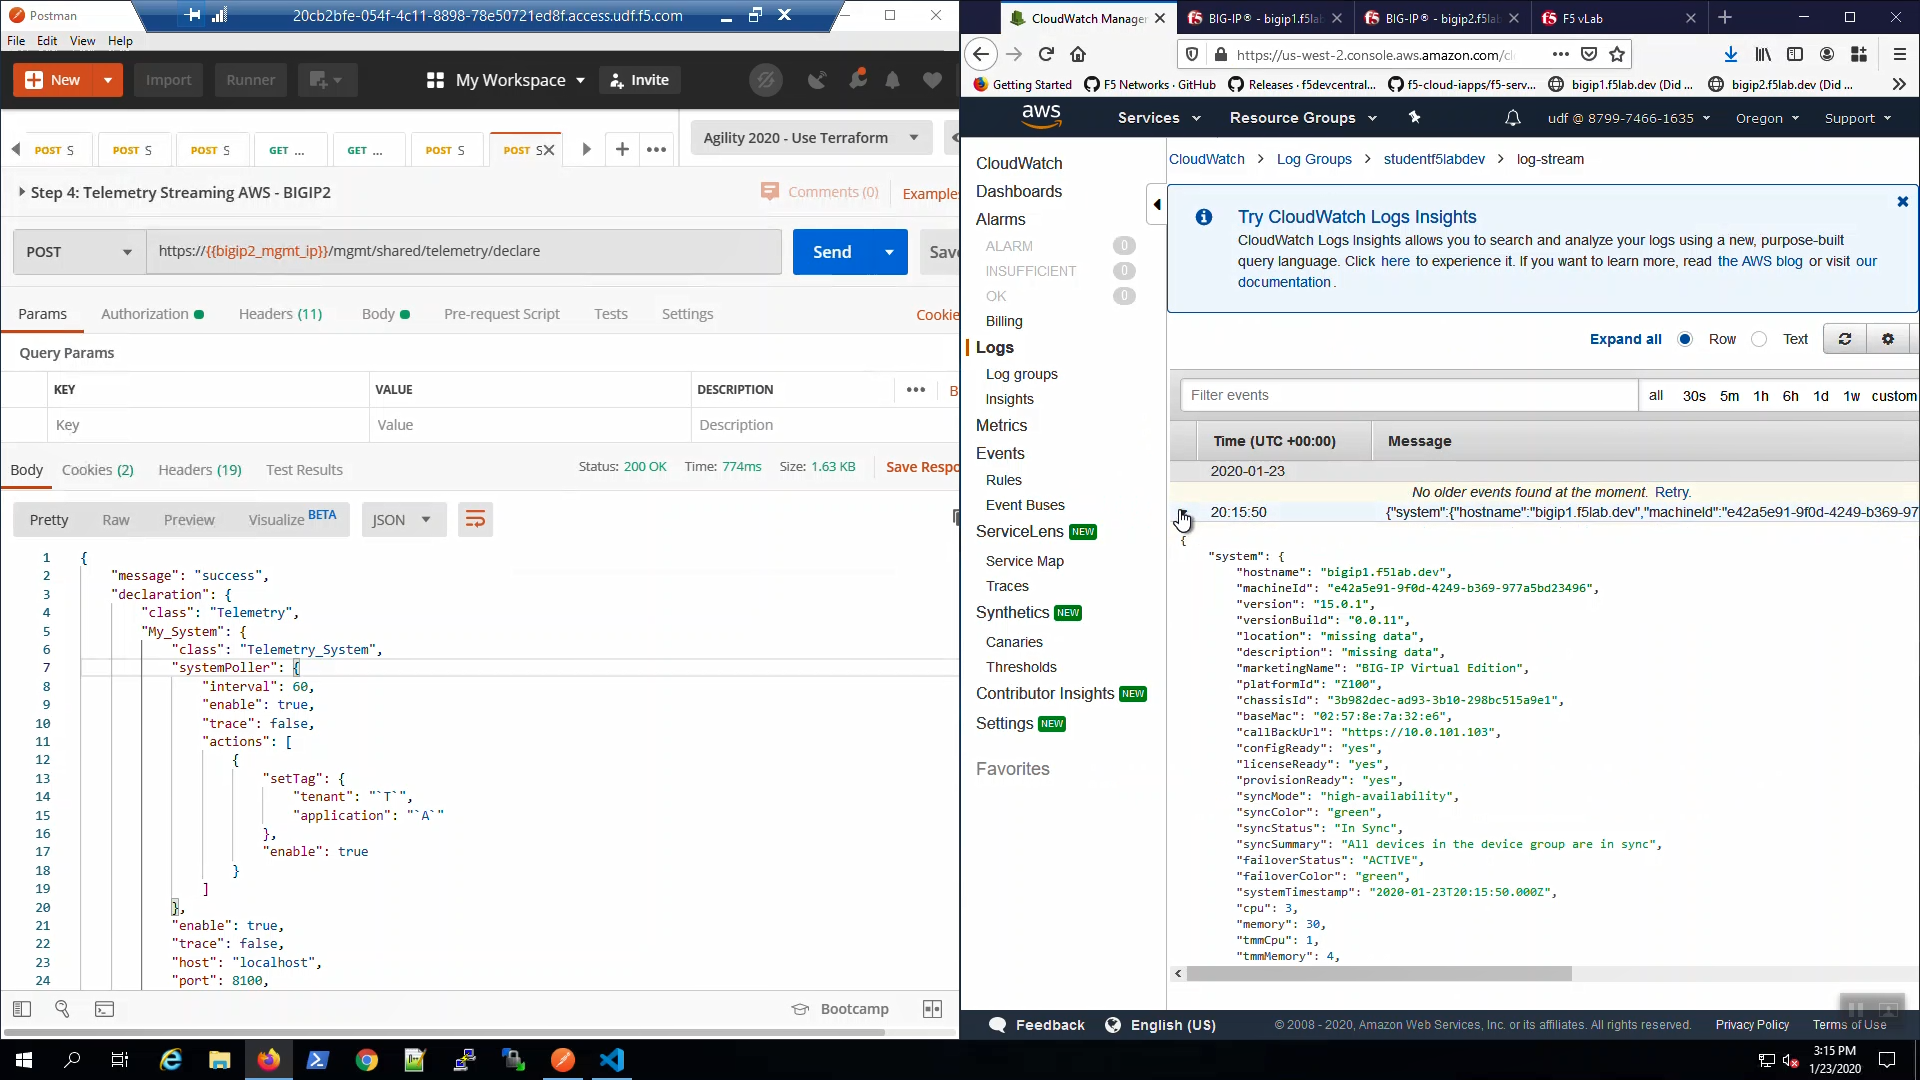 Postman
20cb2bfe-054f-4c11-8898-78e50721ed8f.access.udf.f5.com
File Edit View Help
New Import Runner My Workspace Invite
POST S POST S POST S GET ... GET ... POST S POST S
Agility 2020 - Use Terraform
Step 4: Telemetry Streaming AWS - BIGIP2
Comments (0) Examples
POST https://{{bigip2_mgmt_ip}}/mgmt/shared/telemetry/declare Send Save
Params Authorization Headers (11) Body Pre-request Script Tests Settings Cookie
Query Params
KEY VALUE DESCRIPTION ••• B
Key Value Description
Body Cookies (2) Headers (19) Test Results Status: 200 OK Time: 774ms Size: 1.63 KB Save Respo
Pretty Raw Preview Visualize BETA JSON
1 {
2 "message": "success",
3 "declaration": {
4 "class": "Telemetry",
5 "My_System": {
6 "class": "Telemetry_System",
7 "systemPoller": {
8 "interval": 60,
9 "enable": true,
10 "trace": false,
11 "actions": [
12 {
13 "setTag": {
14 "tenant": "`T`",
15 "application": "`A`"
16 },
17 "enable": true
18 }
19 ]
20 },
21 "enable": true,
22 "trace": false,
23 "host": "localhost",
24 "port": 8100,
Bootcamp
CloudWatch Manager BIG-IP® - bigip1.f5lab BIG-IP® - bigip2.f5lab F5 vLab
https://us-west-2.console.aws.amazon.com/cl
Getting Started F5 Networks · GitHub Releases · f5devcentral... f5-cloud-iapps/f5-serv... bigip1.f5lab.dev (Did ... bigip2.f5lab.dev (Did ...
aws Services Resource Groups udf @ 8799-7466-1635 Oregon Support
CloudWatch
Dashboards
Alarms
ALARM 0
INSUFFICIENT 0
OK 0
Billing
Logs
Log groups
Insights
Metrics
Events
Rules
Event Buses
ServiceLens NEW
Service Map
Traces
Synthetics NEW
Canaries
Thresholds
Contributor Insights NEW
Settings NEW
Favorites
CloudWatch > Log Groups > studentf5labdev > log-stream
Try CloudWatch Logs Insights
CloudWatch Logs Insights allows you to search and analyze your logs using a new, purpose-built
query language. Click here to experience it. If you want to learn more, read the AWS blog or visit our
documentation.
Expand all Row Text
Filter events all 30s 5m 1h 6h 1d 1w custom
Time (UTC +00:00) Message
2020-01-23
No older events found at the moment. Retry.
20:15:50 {"system":{"hostname":"bigip1.f5lab.dev","machineId":"e42a5e91-9f0d-4249-b369-97
{
"system": {
"hostname": "bigip1.f5lab.dev",
"machineId": "e42a5e91-9f0d-4249-b369-977a5bd23496",
"version": "15.0.1",
"versionBuild": "0.0.11",
"location": "missing data",
"description": "missing data",
"marketingName": "BIG-IP Virtual Edition",
"platformId": "Z100",
"chassisId": "3b982dec-ad93-3b10-298bc515a9e1",
"baseMac": "02:57:8e:7a:32:e6",
"callBackUrl": "https://10.0.101.103",
"configReady": "yes",
"licenseReady": "yes",
"provisionReady": "yes",
"syncMode": "high-availability",
"syncColor": "green",
"syncStatus": "In Sync",
"syncSummary": "All devices in the device group are in sync",
"failoverStatus": "ACTIVE",
"failoverColor": "green",
"systemTimestamp": "2020-01-23T20:15:50.000Z",
"cpu": 3,
"memory": 30,
"tmmCpu": 1,
"tmmMemory": 4,
Feedback English (US) © 2008 - 2020, Amazon Web Services, Inc. or its affiliates. All rights reserved. Privacy Policy Terms of Use
3:15 PM
1/23/2020